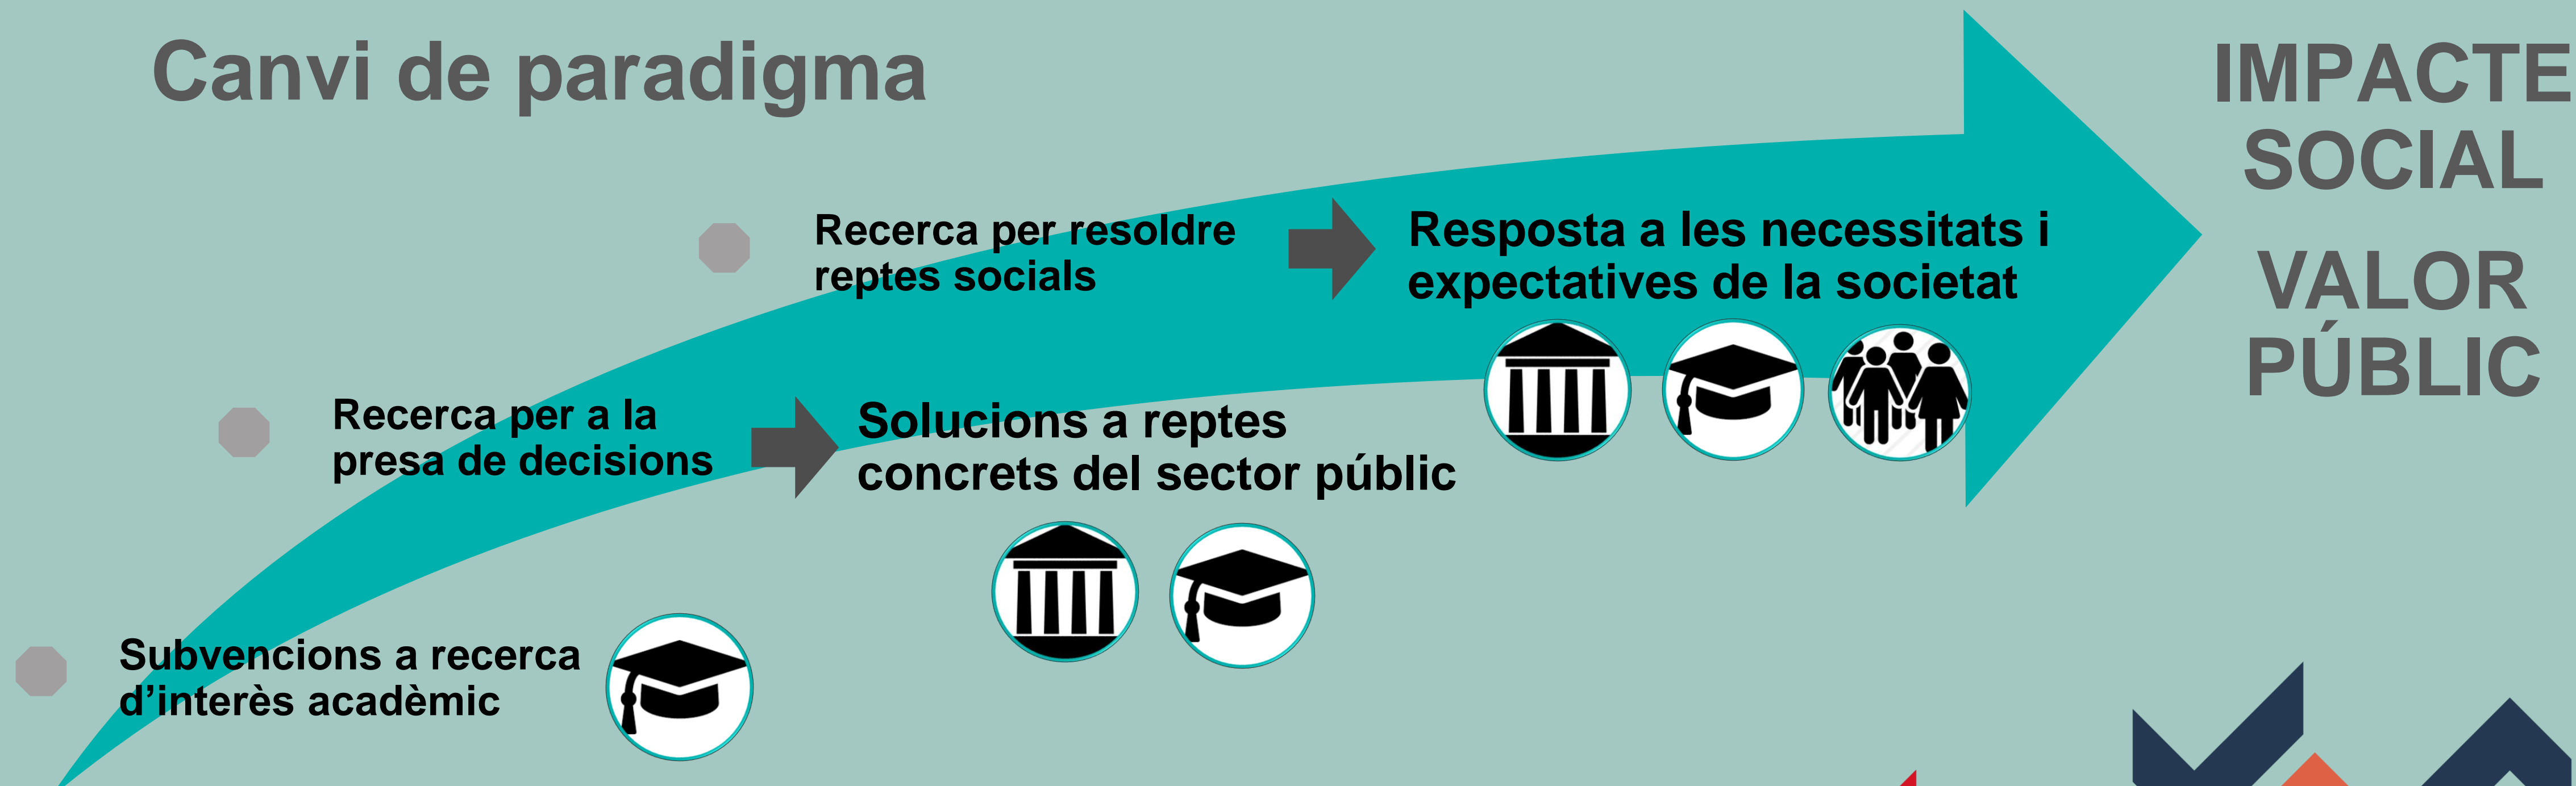 Canvi de paradigma
IMPACTE
SOCIAL
VALOR
PÚBLIC
Recerca per resoldre
reptes socials
Resposta a les necessitats i
expectatives de la societat
Recerca per a la
presa de decisions
Solucions a reptes
concrets del sector públic
Subvencions a recerca
d’interès acadèmic